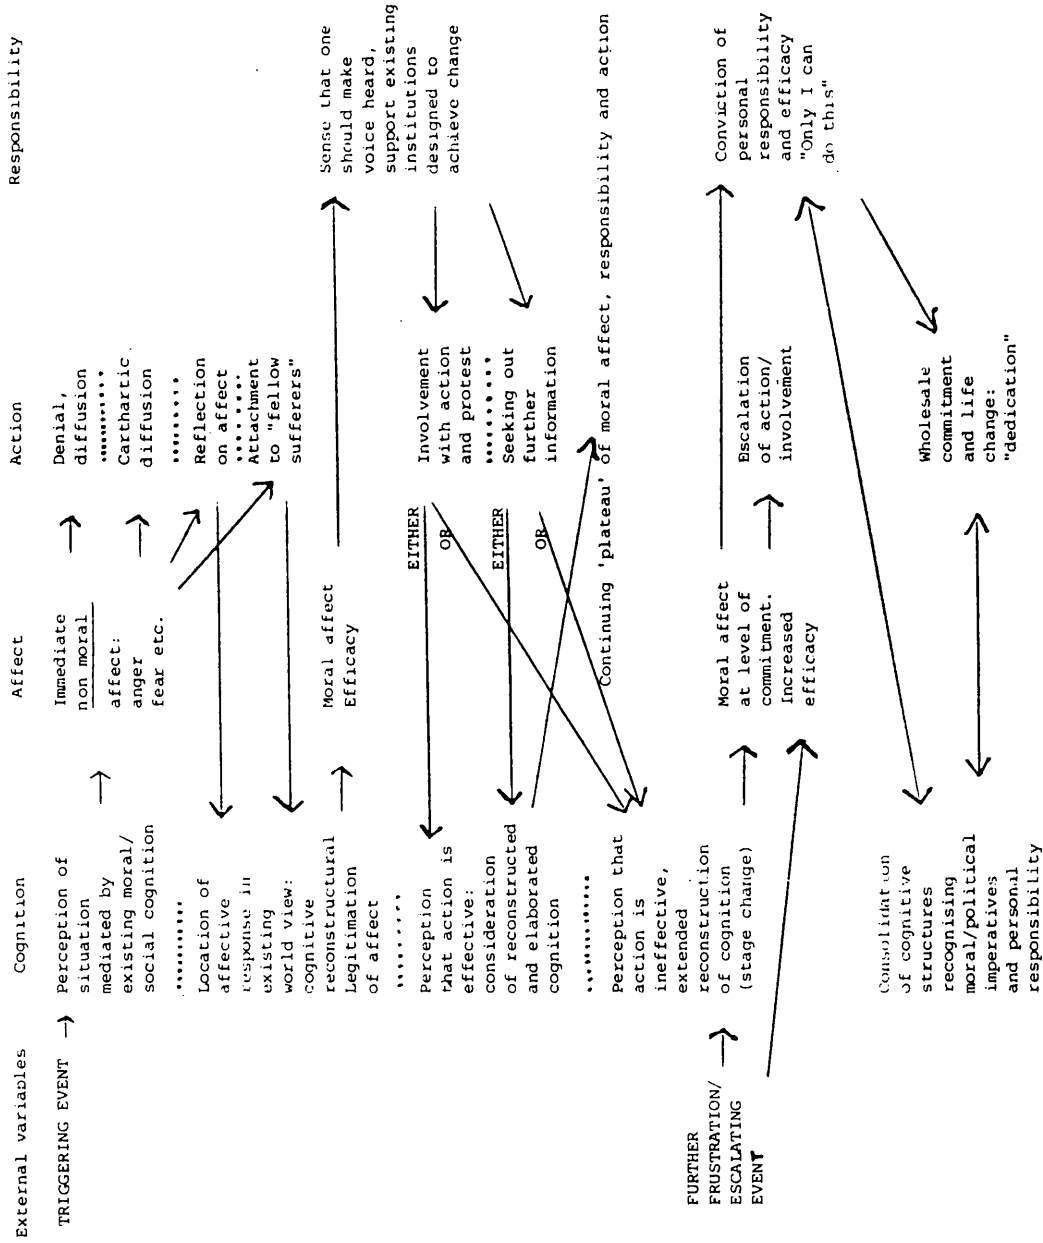 External variables
Cognition
Affect
Action
Responsibility
TRIGGERING EVENT
Perception of
situation
mediated by
existing moral/
social cognition
Immediate
non moral
affect:
anger
fear etc.
Denial,
diffusion
Carthartic
diffusion
Reflection
on affect
Attachment
to "fellow
sufferers"
Location of
affective
response in
existing
world view:
cognitive
reconstructural
Legitimation
of affect
Moral affect
Efficacy
Sense that one
should make
voice heard,
support existing
institutions
designed to
achieve change
Involvement
with action
and protest
Seeking out
further
information
EITHER
OR
EITHER
OR
Perception
that action is
effective:
consideration
of reconstructed
and elaborated
cognition
Continuing 'plateau' of moral affect, responsibility and action
Perception that
action is
ineffective,
extended
reconstruction
of cognition
(stage change)
FURTHER
FRUSTRATION/
ESCALATING
EVENT
Moral affect
at level of
commitment.
Increased
efficacy
Escalation
of action/
involvement
Conviction of
personal
responsibility
and efficacy
"Only I can
do this"
Consolidation
of cognitive
structures
recognising
moral/political
imperatives
and personal
responsibility
Wholesale
commitment
and life
change:
"dedication"